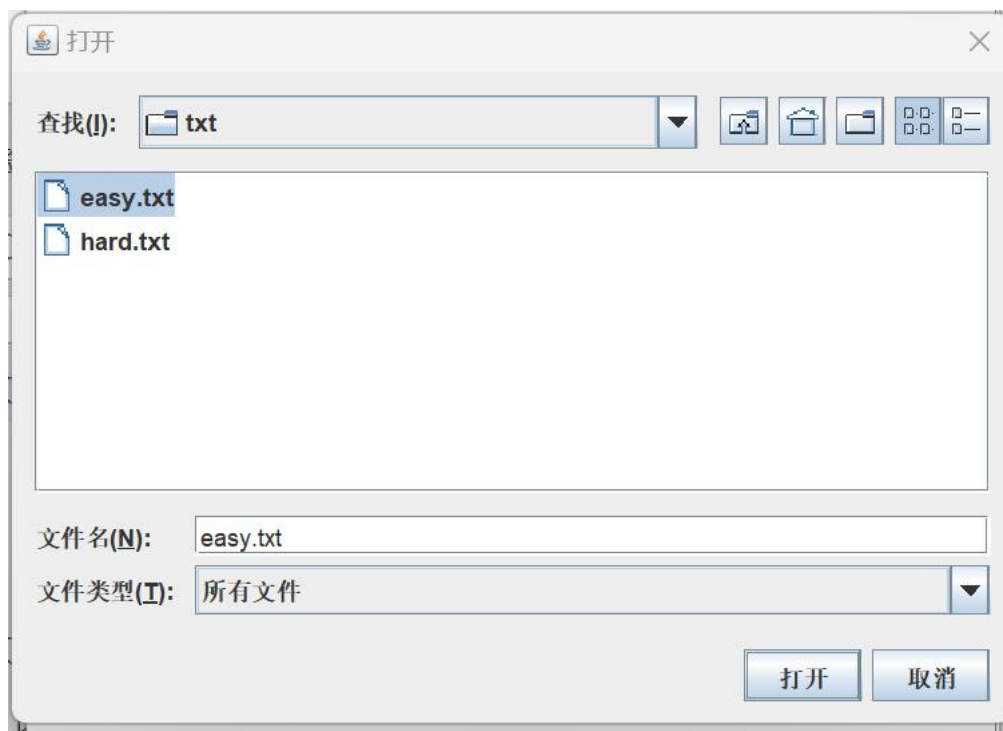 打开
查找(I): txt
easy.txt
hard.txt
文件名(N): easy.txt
文件类型(T): 所有文件
打开 取消